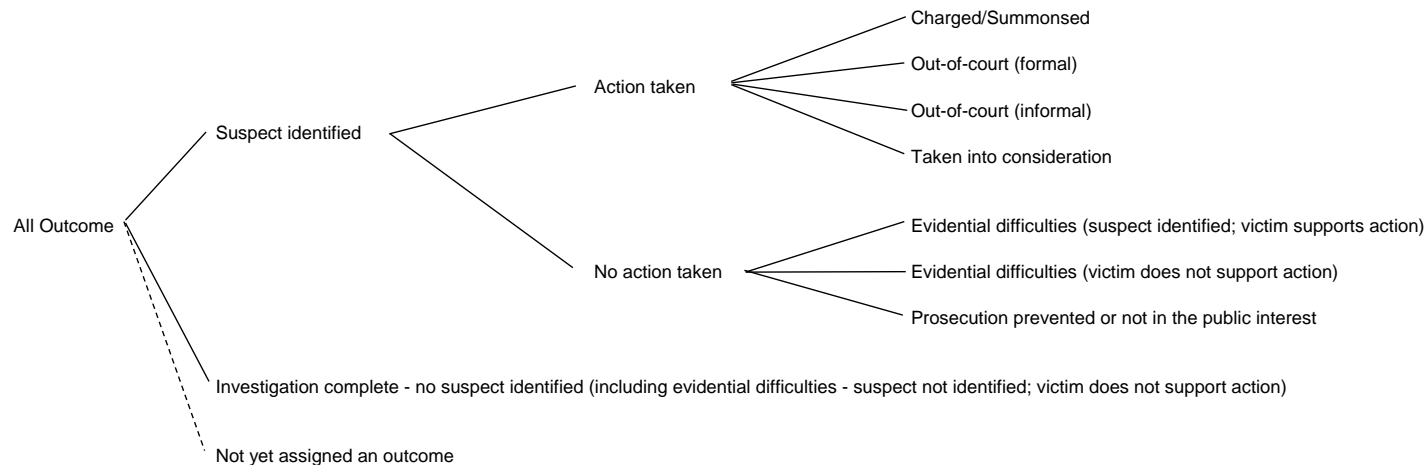 Charged/Summonsed
Out-of-court (formal)
Action taken
Out-of-court (informal)
Suspect identified
Taken into consideration
All Outcome
Evidential difficulties (suspect identified; victim supports action)
No action taken
Evidential difficulties (victim does not support action)
Prosecution prevented or not in the public interest
Investigation complete - no suspect identified (including evidential difficulties - suspect not identified; victim does not support action)
Not yet assigned an outcome